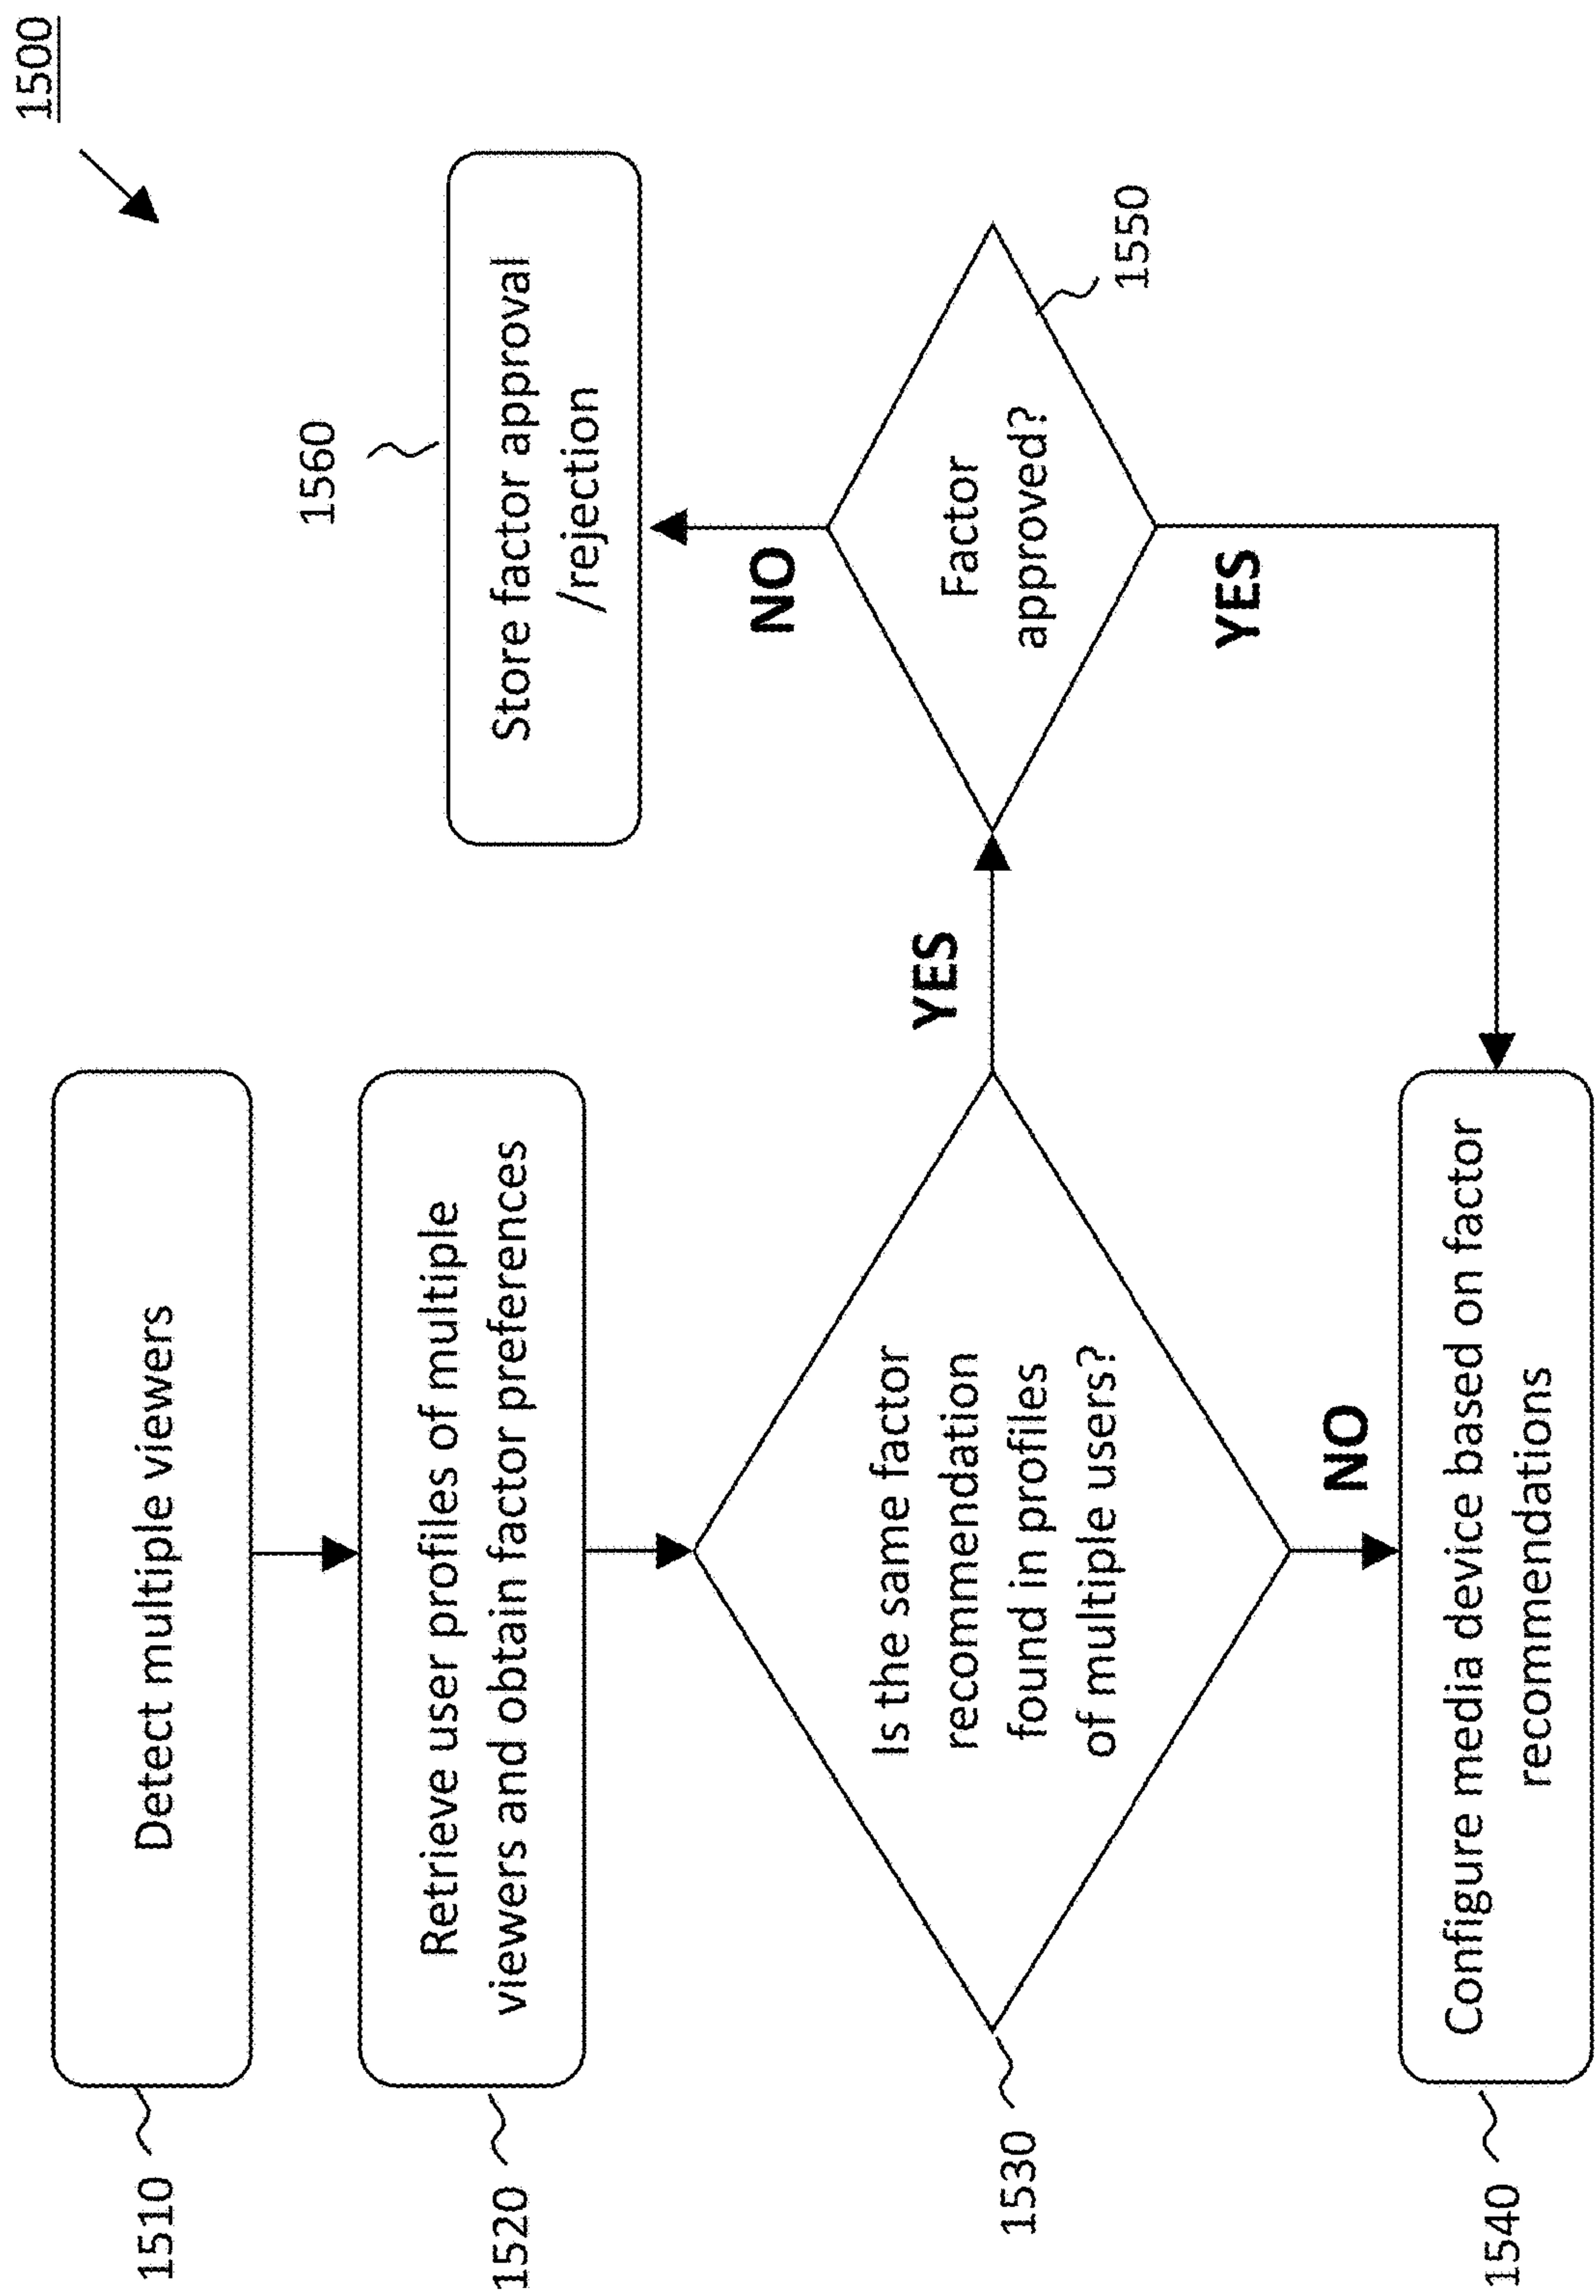 1500
1510
Detect multiple viewers
1520
Retrieve user profiles of multiple
viewers and obtain factor preferences
1560
Store factor approval
/rejection
1530
Is the same factor
recommendation
found in profiles
of multiple users?
YES
NO
Factor
approved?
1550
NO
YES
1540
Configure media device based on factor
recommendations